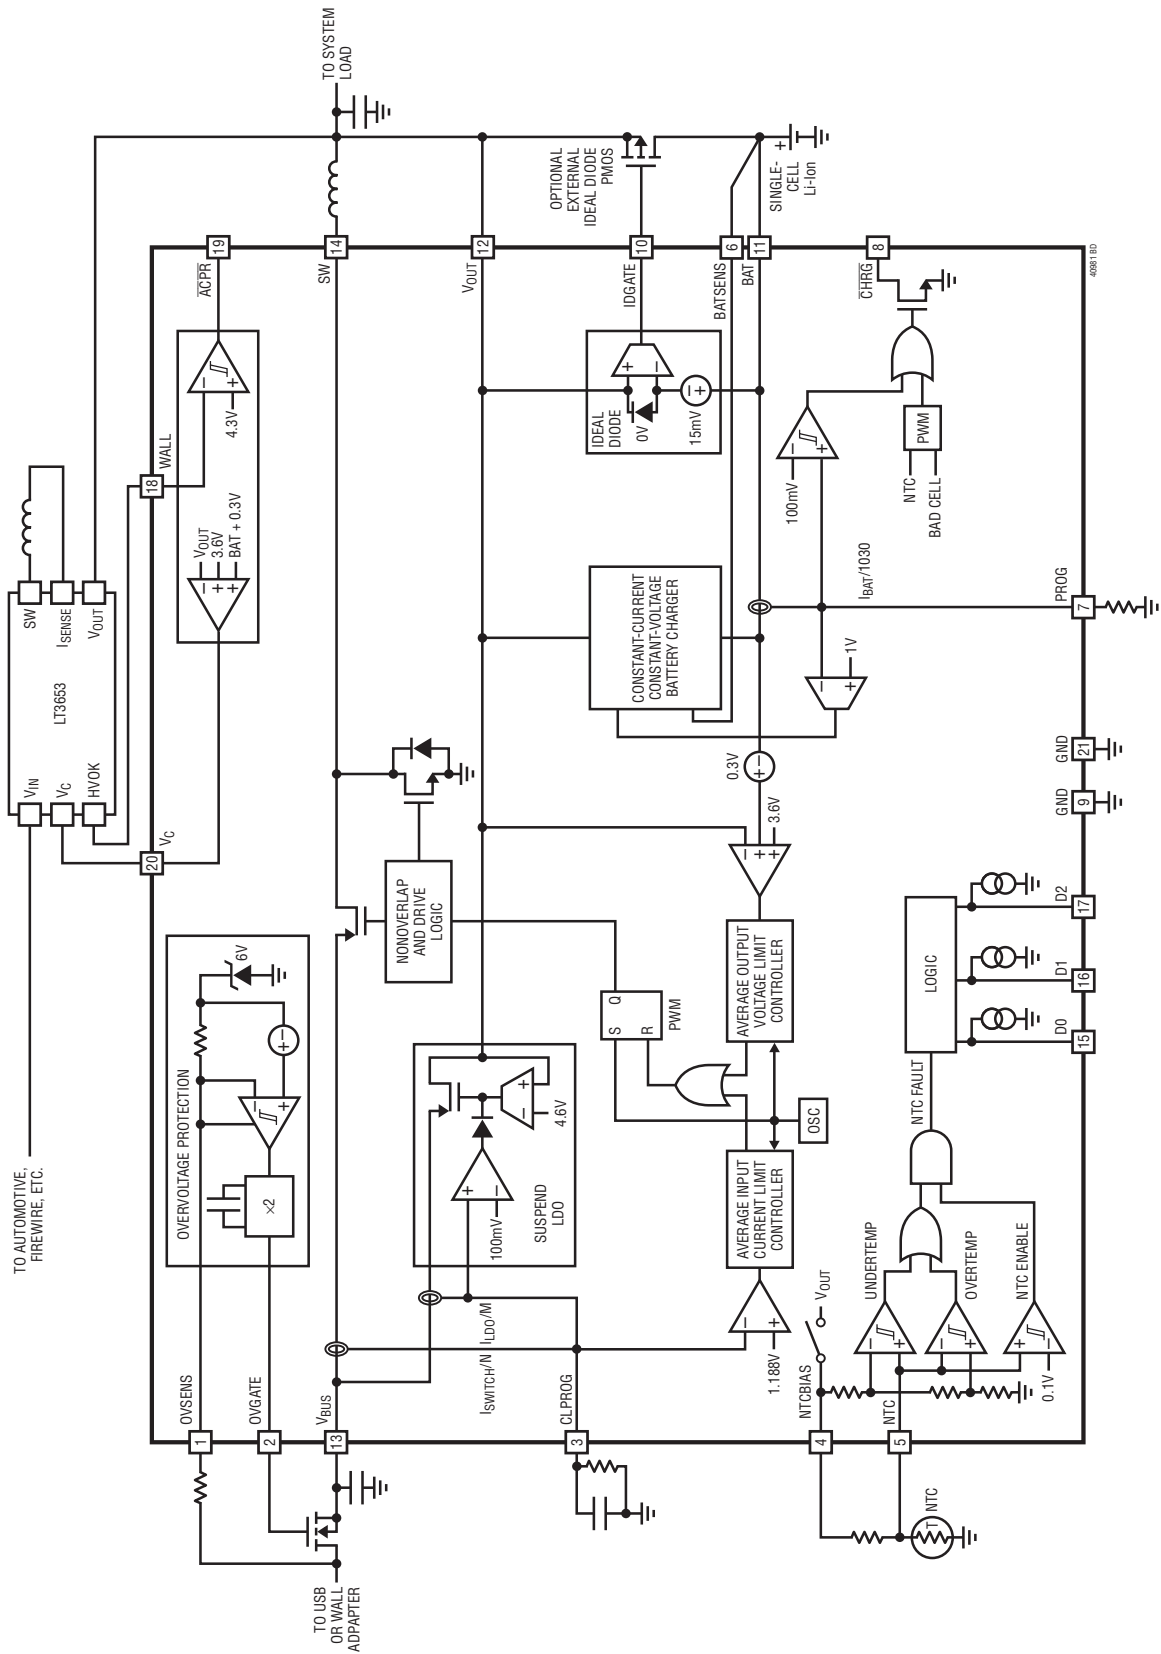 TO AUTOMOTIVE,
FIREWIRE, ETC.
VIN
VC
HVOK
LT3653
SW
ISENSE
VOUT
20
VC
18
WALL
VOUT
3.6V
BAT + 0.3V
4.3V
–
+
+
–
+
19
ACPR
OVERVOLTAGE PROTECTION
×2
–
+
+
–
6V
1
OVSENS
2
OVGATE
13
VBUS
TO USB
OR WALL
ADPAPTER
14
SW
TO SYSTEM
LOAD
NONOVERLAP
AND DRIVE
LOGIC
SUSPEND
LDO
100mV
+
–
4.6V
–
+
ISWITCH/N
ILDO/M
3
CLPROG
12
VOUT
IDEAL
DIODE
0V
15mV
+
–
–
+
10
IDGATE
OPTIONAL
EXTERNAL
IDEAL DIODE
PMOS
S
Q
R
PWM
CONSTANT-CURRENT
CONSTANT-VOLTAGE
BATTERY CHARGER
6
BATSENS
11
BAT
SINGLE-
CELL
Li-Ion
+
AVERAGE INPUT
CURRENT LIMIT
CONTROLLER
1.188V
–
+
OSC
AVERAGE OUTPUT
VOLTAGE LIMIT
CONTROLLER
–
+
+
3.6V
0.3V
+
–
–
+
1V
IBAT/1030
100mV
–
+
NTC
BAD CELL
PWM
8
CHRG
4
NTCBIAS
VOUT
5
NTC
T
NTC
UNDERTEMP
–
+
OVERTEMP
–
+
NTC ENABLE
+
–
0.1V
NTC FAULT
LOGIC
15
D0
16
D1
17
D2
9
GND
21
GND
7
PROG
40981 BD